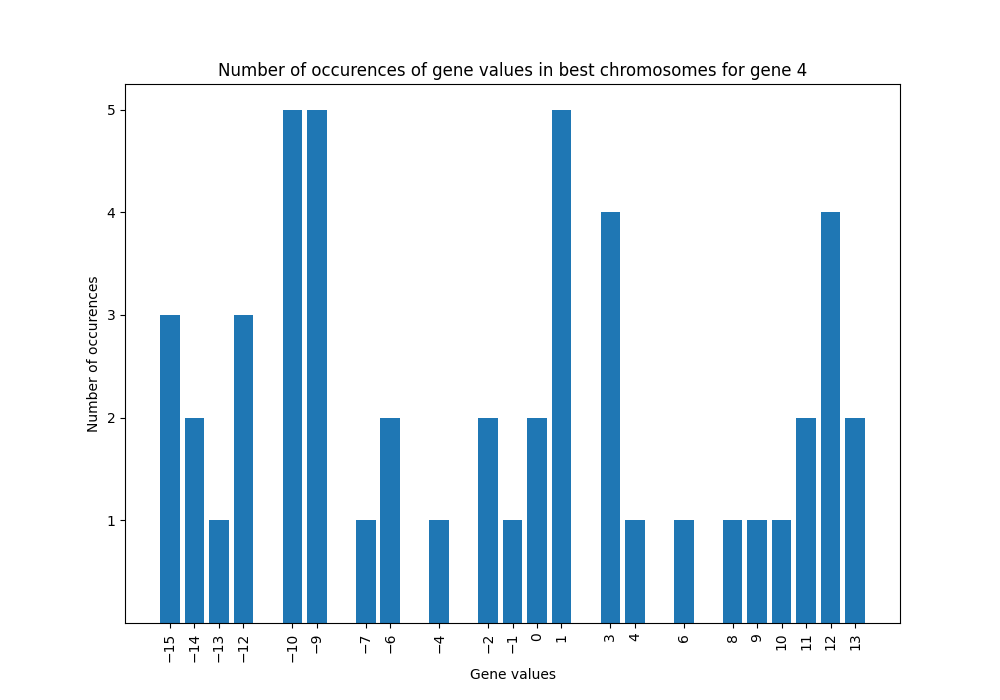 Number of occurences of gene values in best chromosomes for gene 4
Number of occurences
5
4
3
2
1
−15 −14 −13 −12 −10 −9 −7 −6 −4 −2 −1 0 1 3 4 6 8 9 10 11 12 13
Gene values